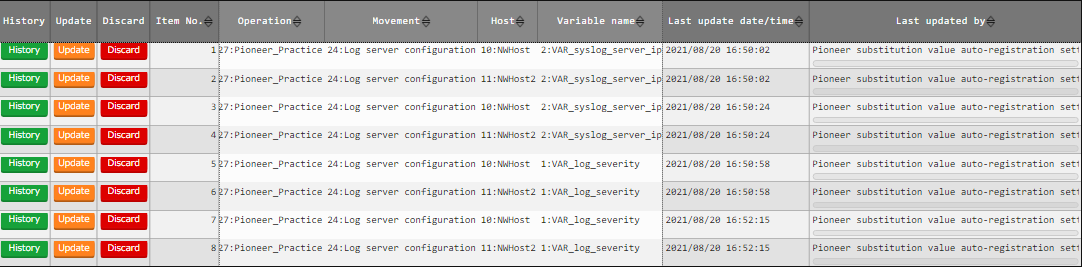 History Update Discard Item No. Operation Movement Host Variable name Last update date/time Last updated by
History Update Discard 1 27:Pioneer_Practice 24:Log server configuration 10:NWHost 2:VAR_syslog_server_ip 2021/08/20 16:50:02 Pioneer substitution value auto-registration sett
History Update Discard 2 27:Pioneer_Practice 24:Log server configuration 11:NWHost2 2:VAR_syslog_server_ip 2021/08/20 16:50:02 Pioneer substitution value auto-registration sett
History Update Discard 3 27:Pioneer_Practice 24:Log server configuration 10:NWHost 2:VAR_syslog_server_ip 2021/08/20 16:50:24 Pioneer substitution value auto-registration sett
History Update Discard 4 27:Pioneer_Practice 24:Log server configuration 11:NWHost2 2:VAR_syslog_server_ip 2021/08/20 16:50:24 Pioneer substitution value auto-registration sett
History Update Discard 5 27:Pioneer_Practice 24:Log server configuration 10:NWHost 1:VAR_log_severity 2021/08/20 16:50:58 Pioneer substitution value auto-registration sett
History Update Discard 6 27:Pioneer_Practice 24:Log server configuration 11:NWHost2 1:VAR_log_severity 2021/08/20 16:50:58 Pioneer substitution value auto-registration sett
History Update Discard 7 27:Pioneer_Practice 24:Log server configuration 10:NWHost 1:VAR_log_severity 2021/08/20 16:52:15 Pioneer substitution value auto-registration sett
History Update Discard 8 27:Pioneer_Practice 24:Log server configuration 11:NWHost2 1:VAR_log_severity 2021/08/20 16:52:15 Pioneer substitution value auto-registration sett